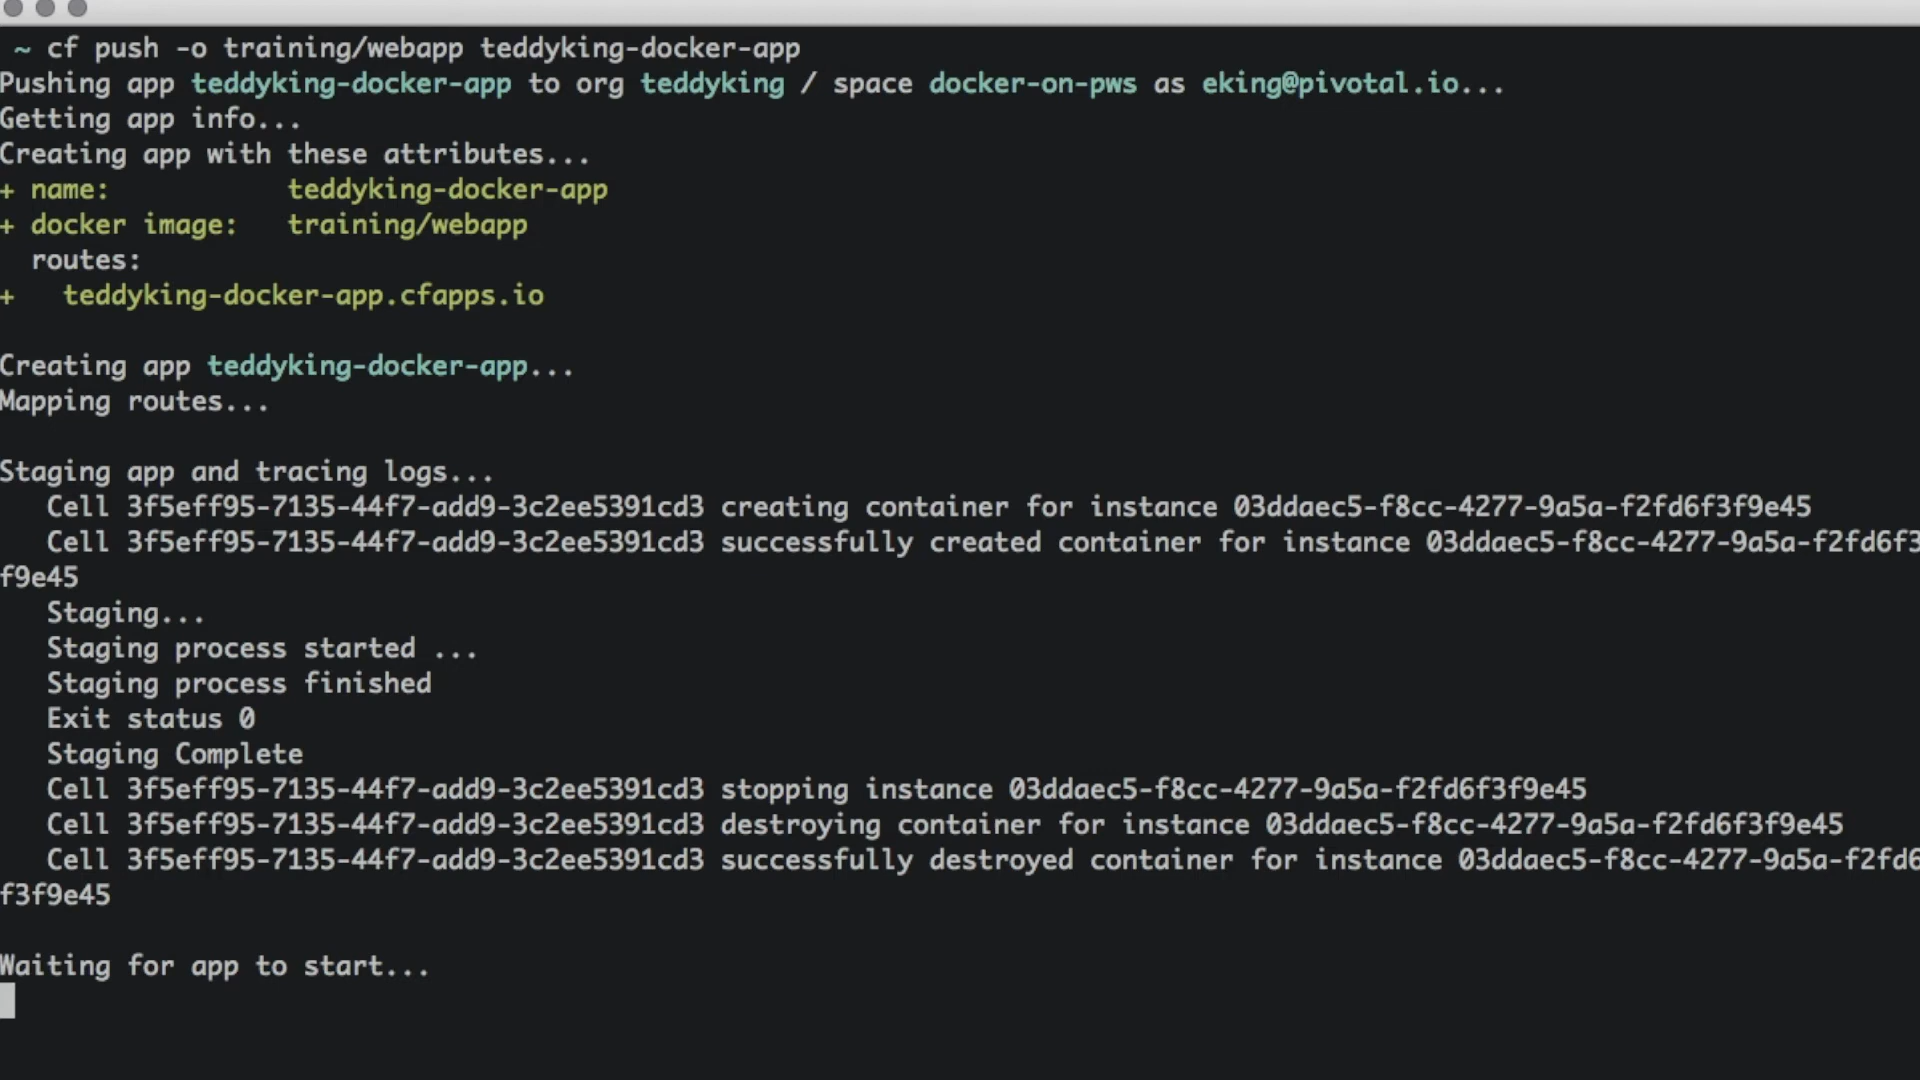 ~ cf push -o training/webapp teddyking-docker-app
Pushing app teddyking-docker-app to org teddyking / space docker-on-pws as eking@pivotal.io...
Getting app info...
Creating app with these attributes...
+ name: teddyking-docker-app
+ docker image: training/webapp
routes:
+ teddyking-docker-app.cfapps.io
Creating app teddyking-docker-app...
Mapping routes...
Staging app and tracing logs...
Cell 3f5eff95-7135-44f7-add9-3c2ee5391cd3 creating container for instance 03ddaec5-f8cc-4277-9a5a-f2fd6f3f9e45
Cell 3f5eff95-7135-44f7-add9-3c2ee5391cd3 successfully created container for instance 03ddaec5-f8cc-4277-9a5a-f2fd6f3
f9e45
Staging...
Staging process started ...
Staging process finished
Exit status 0
Staging Complete
Cell 3f5eff95-7135-44f7-add9-3c2ee5391cd3 stopping instance 03ddaec5-f8cc-4277-9a5a-f2fd6f3f9e45
Cell 3f5eff95-7135-44f7-add9-3c2ee5391cd3 destroying container for instance 03ddaec5-f8cc-4277-9a5a-f2fd6f3f9e45
Cell 3f5eff95-7135-44f7-add9-3c2ee5391cd3 successfully destroyed container for instance 03ddaec5-f8cc-4277-9a5a-f2fd6
f3f9e45
Waiting for app to start...